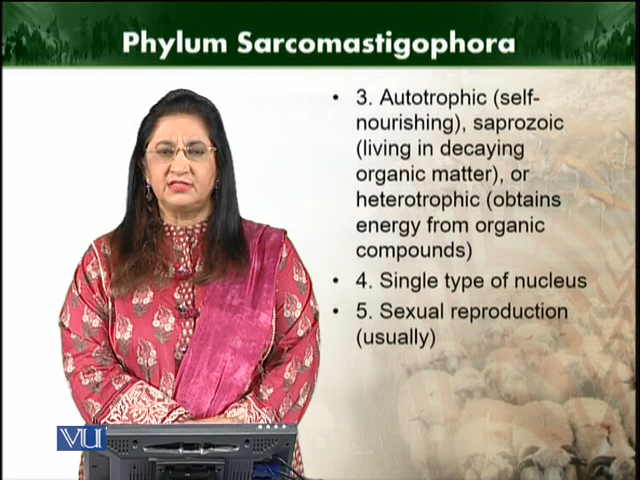 Phylum Sarcomastigophora
• 3. Autotrophic (self-
nourishing), saprozoic
(living in decaying
organic matter), or
heterotrophic (obtains
energy from organic
compounds)
• 4. Single type of nucleus
• 5. Sexual reproduction
(usually)
VU